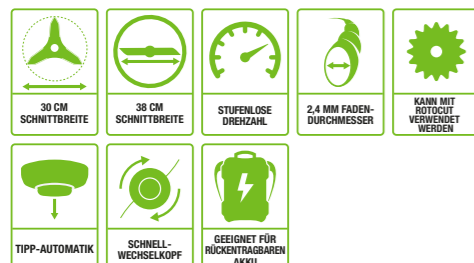 30 CM
SCHNITTBREITE
38 CM
SCHNITTBREITE
STUFENLOSE
DREHZAHL
2,4 MM FADEN-
DURCHMESSER
KANN MIT
ROTOCUT
VERWENDET
WERDEN
TIPP-AUTOMATIK
SCHNELL-
WECHSELKOPF
GEEIGNET FÜR
RÜCKENTRAGBAREN
AKKU